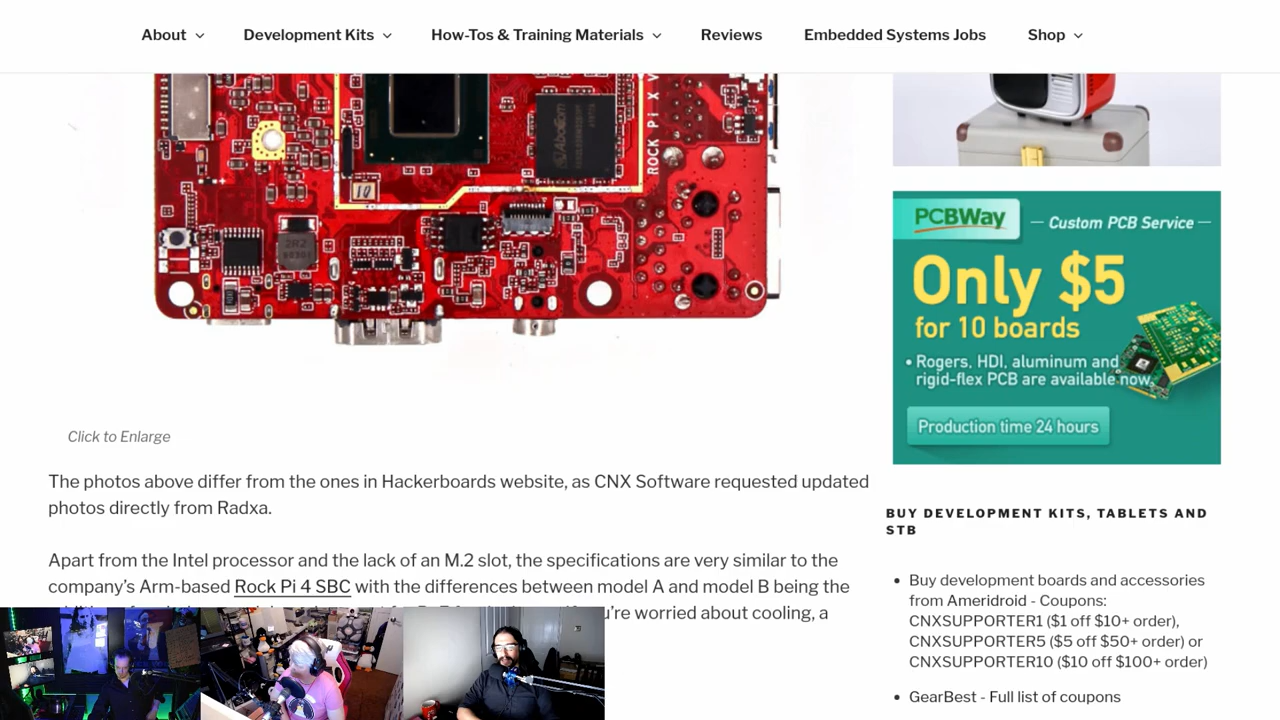 About
Development Kits
How-Tos & Training Materials
Reviews
Embedded Systems Jobs
Shop
ROCK Pi X V
10
2R2
PCBWay
Custom PCB Service
Only $5
for 10 boards
• Rogers, HDI, aluminum and
rigid-flex PCB are available now.
Production time 24 hours
Click to Enlarge
The photos above differ from the ones in Hackerboards website, as CNX Software requested updated
photos directly from Radxa.
Apart from the Intel processor and the lack of an M.2 slot, the specifications are very similar to the
company's Arm-based Rock Pi 4 SBC with the differences between model A and model B being the
u're worried about cooling, a
BUY DEVELOPMENT KITS, TABLETS AND
STB
• Buy development boards and accessories
from Ameridroid - Coupons:
CNXSUPPORTER1 ($1 off $10+ order),
CNXSUPPORTER5 ($5 off $50+ order) or
CNXSUPPORTER10 ($10 off $100+ order)
• GearBest - Full list of coupons